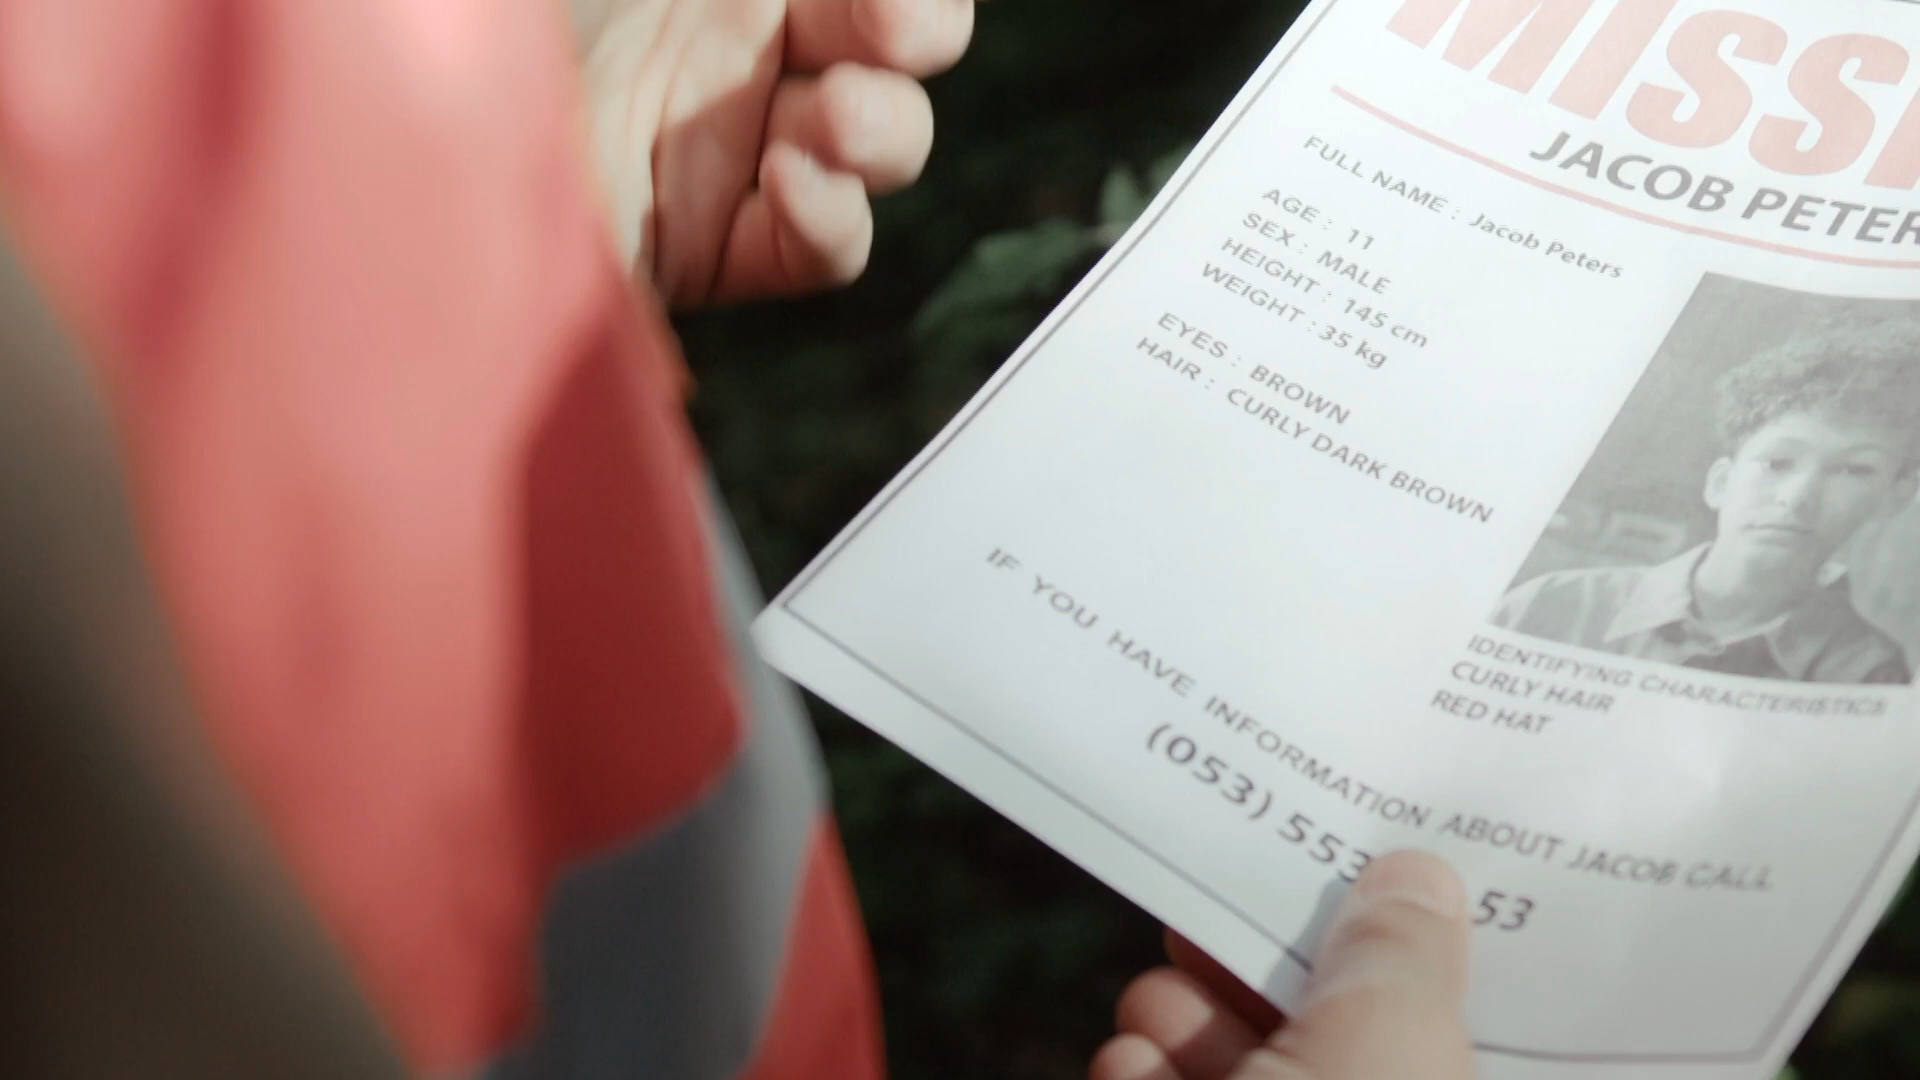 MISSI
JACOB PETER
FULL NAME : Jacob Peters
AGE : 11
SEX : MALE
HEIGHT : 145 cm
WEIGHT : 35 kg
EYES : BROWN
HAIR : CURLY DARK BROWN
IDENTIFYING CHARACTERISTICS
CURLY HAIR
RED HAT
IF YOU HAVE INFORMATION ABOUT JACOB CALL
(053) 553 53